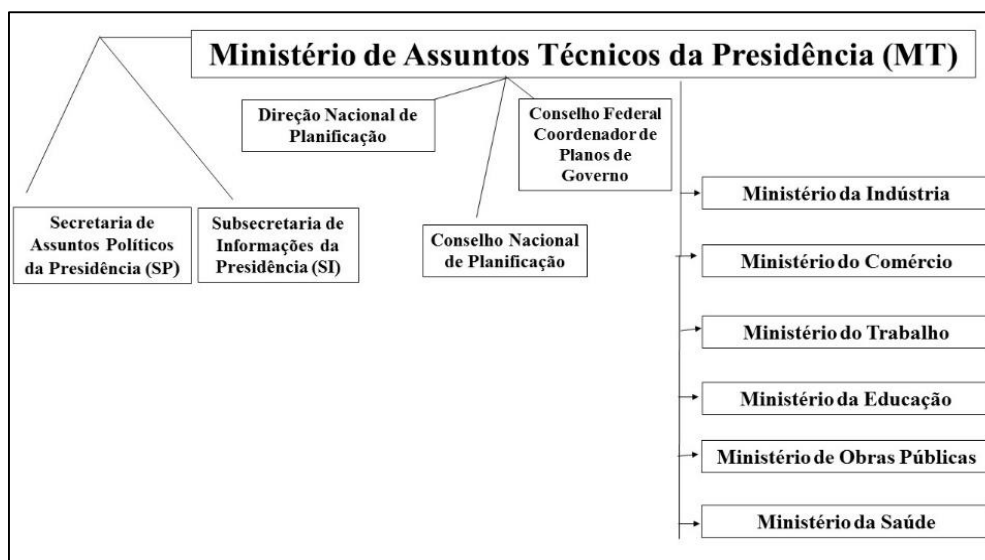 Ministério de Assuntos Técnicos da Presidência (MT)
Direção Nacional de
Planificação
Conselho Federal
Coordenador de
Planos de
Governo
Secretaria de
Assuntos Políticos
da Presidência (SP)
Subsecretaria de
Informações da
Presidência (SI)
Conselho Nacional
de Planificação
Ministério da Indústria
Ministério do Comércio
Ministério do Trabalho
Ministério da Educação
Ministério de Obras Públicas
Ministério da Saúde